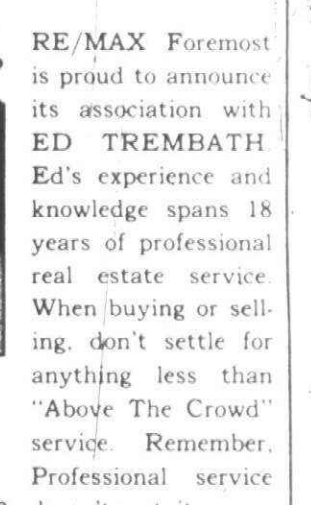 RE/MAX Foremost
is proud to announce
its association with
ED TREMBATH.
Ed's experience and
knowledge spans 18
years of professional
real estate service.
When buying or sell-
ing, don't settle for
anything less than
"Above The Crowd"
service. Remember,
Professional service